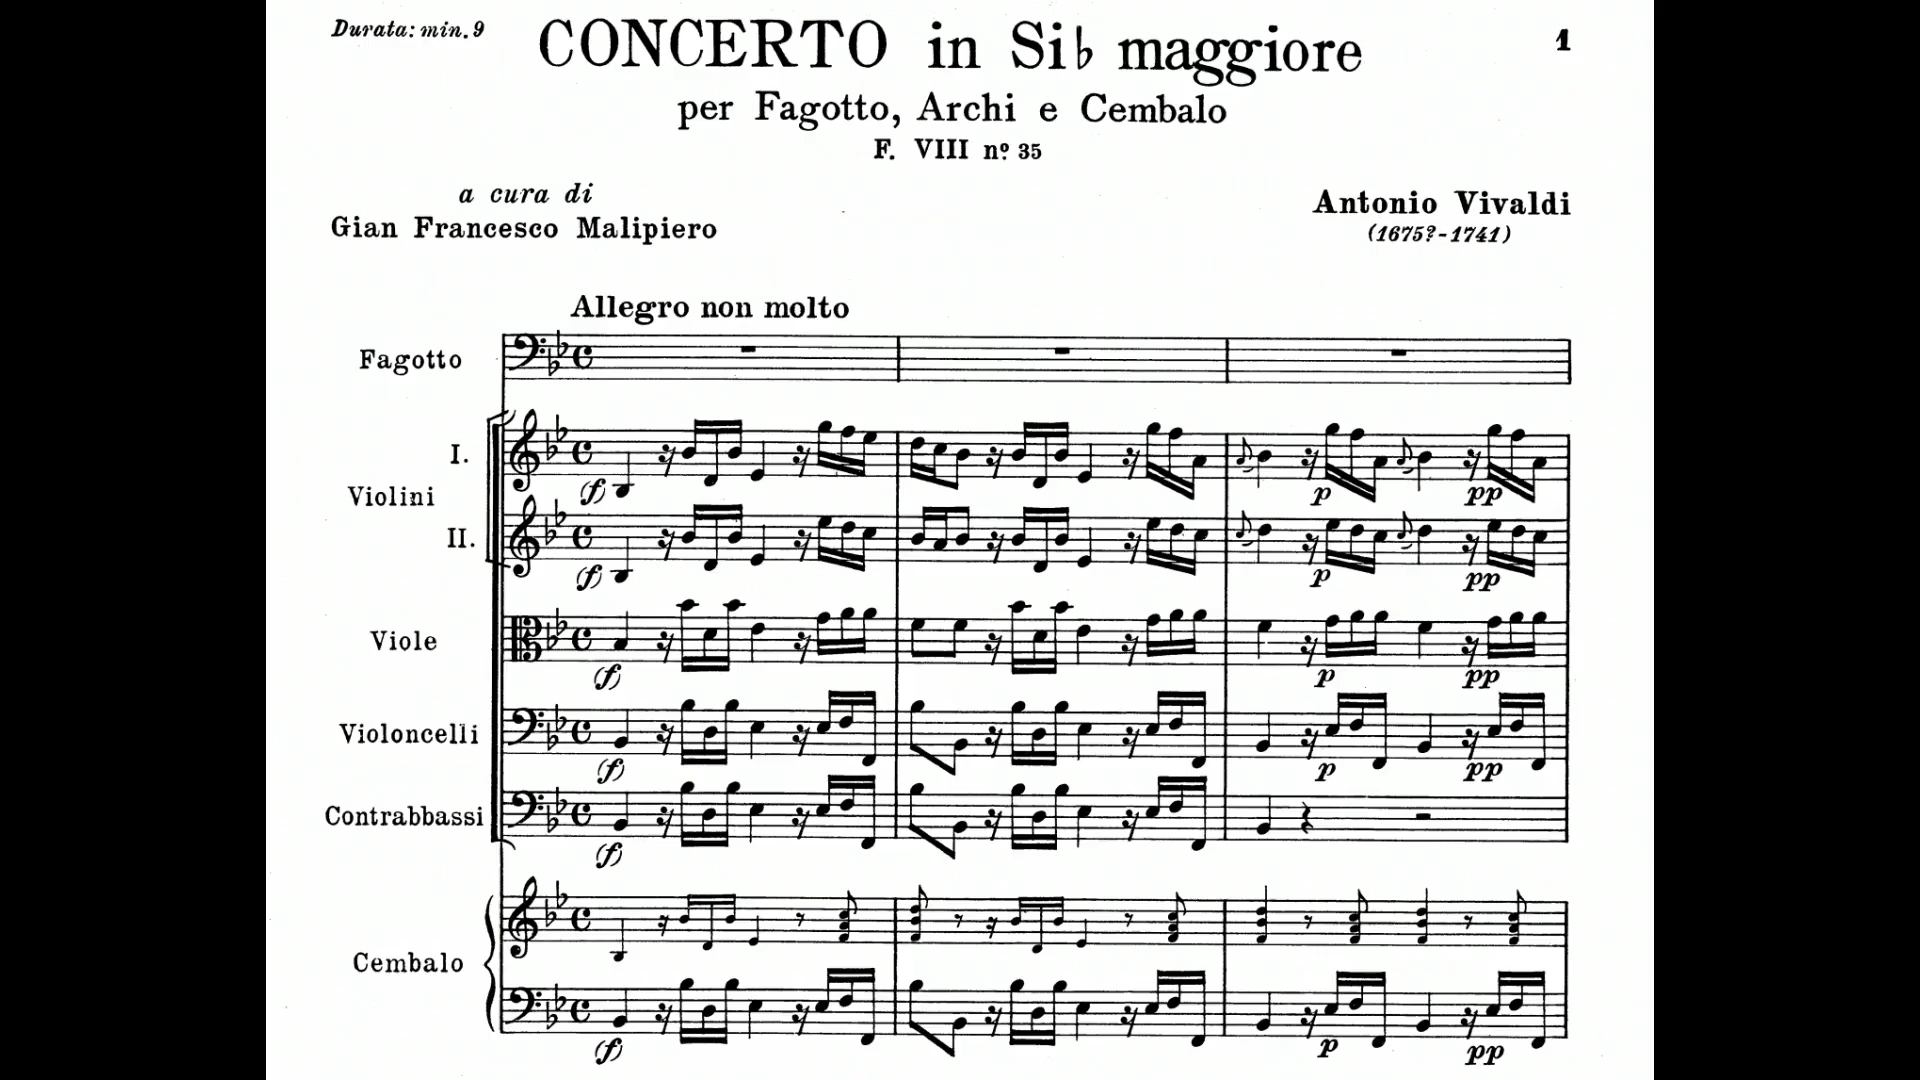 Durata: min. 9
CONCERTO in Si♭ maggiore
1
per Fagotto, Archi e Cembalo
F. VIII nº 35
a cura di
Gian Francesco Malipiero
Antonio Vivaldi
(1675?-1741)
Allegro non molto
Fagotto
I.
Violini
(f)
p
pp
II.
(f)
p
pp
Viole
(f)
p
pp
Violoncelli
(f)
p
pp
Contrabbassi
(f)
Cembalo
(f)
p
pp